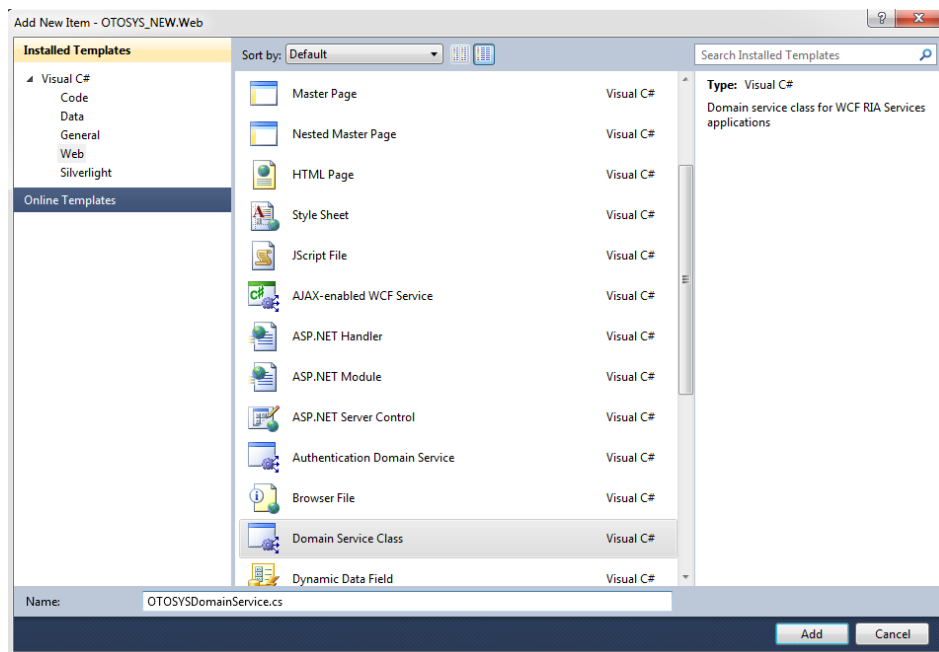 Add New Item - OTOSYS_NEW.Web
Installed Templates
Visual C#
Code
Data
General
Web
Silverlight
Online Templates
Sort by: Default
Search Installed Templates
Master Page Visual C#
Nested Master Page Visual C#
HTML Page Visual C#
Style Sheet Visual C#
JScript File Visual C#
AJAX-enabled WCF Service Visual C#
ASP.NET Handler Visual C#
ASP.NET Module Visual C#
ASP.NET Server Control Visual C#
Authentication Domain Service Visual C#
Browser File Visual C#
Domain Service Class Visual C#
Dynamic Data Field Visual C#
Type: Visual C#
Domain service class for WCF RIA Services
applications
Name: OTOSYSDomainService.cs
Add Cancel